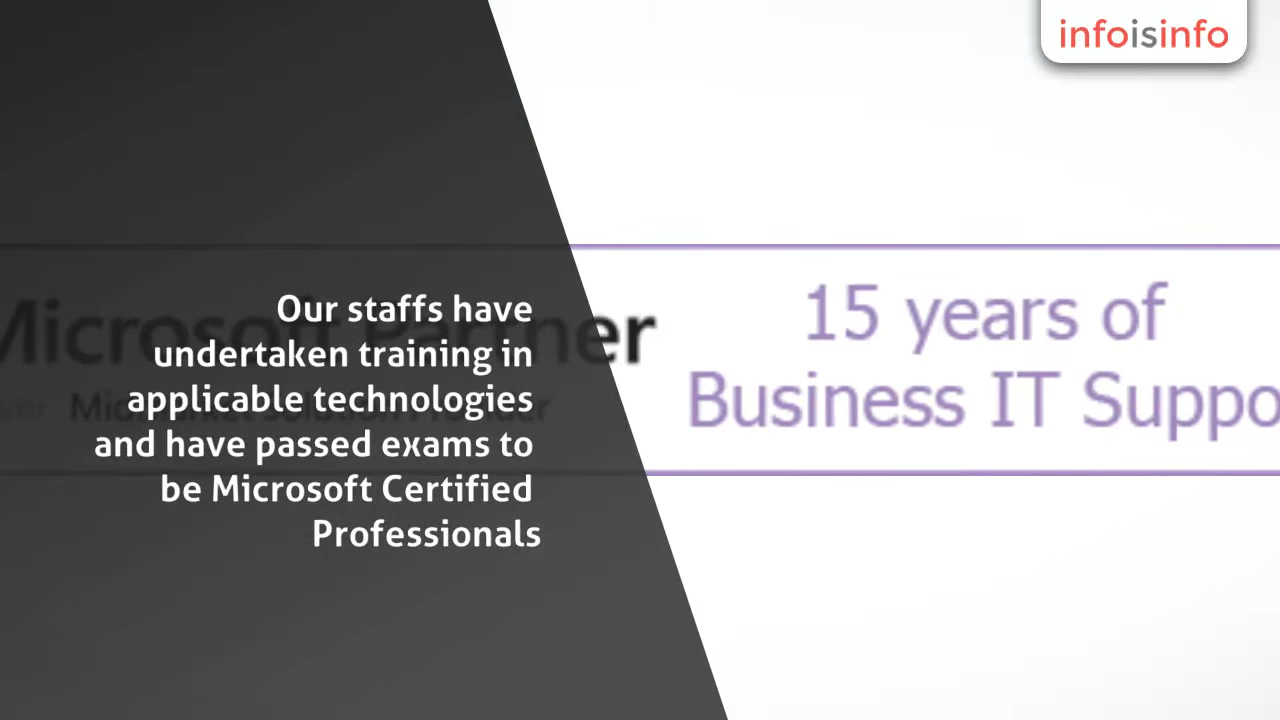 infoisinfo
Our staffs have
undertaken training in
applicable technologies
and have passed exams to
be Microsoft Certified
Professionals
Microsoft Partner
15 years of
Business IT Suppo